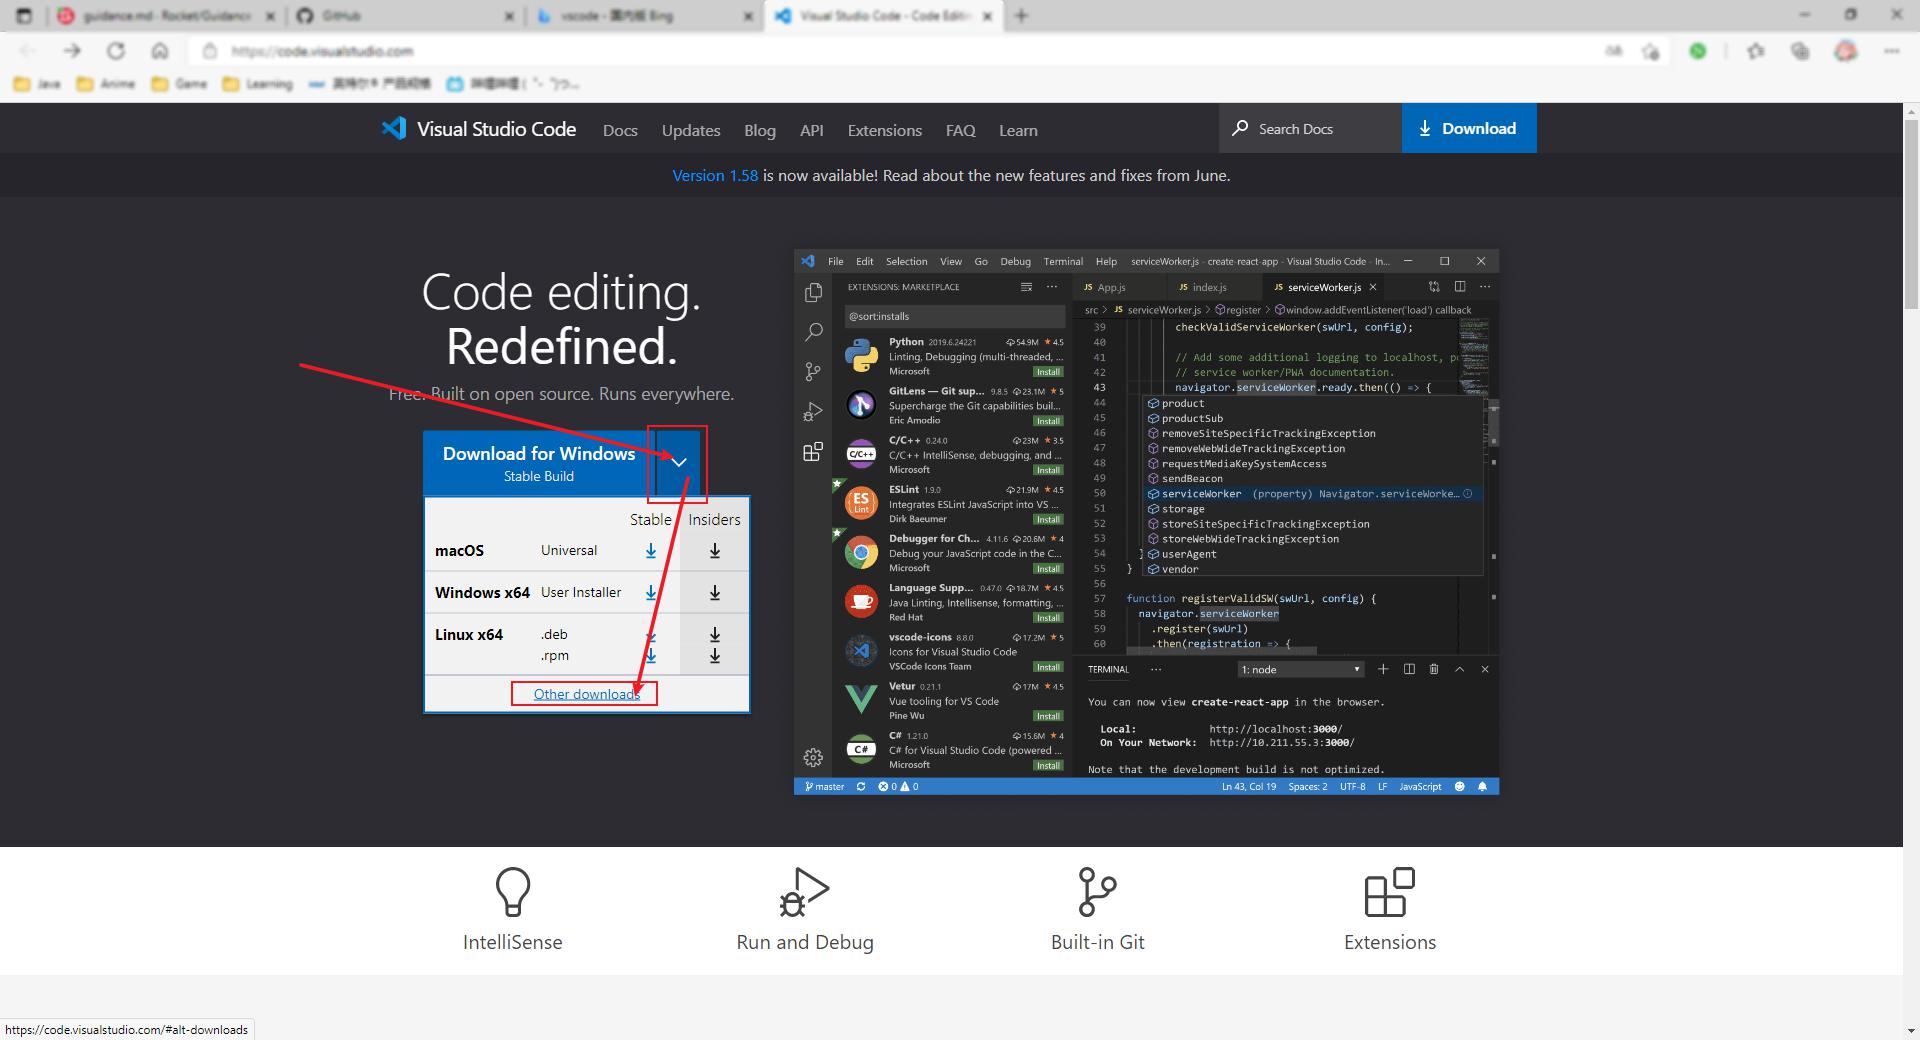 guidance.md - Rocket/Guidance
GitHub
vscode - 国内版 Bing
Visual Studio Code - Code Editin
https://code.visualstudio.com
Java Anime Game Learning 英特尔® 产品规格
Visual Studio Code Docs Updates Blog API Extensions FAQ Learn Search Docs Download
Version 1.58 is now available! Read about the new features and fixes from June.
Code editing.
Redefined.
Free. Built on open source. Runs everywhere.
Download for Windows
Stable Build
Stable Insiders
macOS Universal
Windows x64 User Installer
Linux x64 .deb
.rpm
Other downloads
File Edit Selection View Go Debug Terminal Help serviceWorker.js - create-react-app - Visual Studio Code - In...
EXTENSIONS: MARKETPLACE
@sort:installs
Python 2019.6.24221 54.9M ★ 4.5
Linting, Debugging (multi-threaded, ...
Microsoft Install
GitLens — Git sup... 9.8.5 23.1M ★ 5
Supercharge the Git capabilities buil...
Eric Amodio Install
C/C++ 0.24.0 23M ★ 3.5
C/C++ IntelliSense, debugging, and ...
Microsoft Install
ESLint 1.9.0 21.9M ★ 4.5
Integrates ESLint JavaScript into VS ...
Dirk Baeumer Install
Debugger for Ch... 4.11.6 20.6M ★ 4
Debug your JavaScript code in the C...
Microsoft Install
Language Supp... 0.47.0 18.7M ★ 4.5
Java Linting, Intellisense, formatting, ...
Red Hat Install
vscode-icons 8.8.0 17.2M ★ 5
Icons for Visual Studio Code
VSCode Icons Team Install
Vetur 0.21.1 17M ★ 4.5
Vue tooling for VS Code
Pine Wu Install
C# 1.21.0 15.6M ★ 4
C# for Visual Studio Code (powered ...
Microsoft Install
C/C++
ES
Lint
C#
JS App.js JS index.js JS serviceWorker.js
src > JS serviceWorker.js > register > window.addEventListener('load') callback
39 checkValidServiceWorker(swUrl, config);
40
41 // Add some additional logging to localhost, p
42 // service worker/PWA documentation.
43 navigator.serviceWorker.ready.then(() => {
44 product
45 productSub
46 removeSiteSpecificTrackingException
47 removeWebWideTrackingException
48 requestMediaKeySystemAccess
49 sendBeacon
50 serviceWorker (property) Navigator.serviceWorke...
51 storage
52 storeSiteSpecificTrackingException
53 storeWebWideTrackingException
54 } userAgent
55 } vendor
56
57 function registerValidSW(swUrl, config) {
58 navigator.serviceWorker
59 .register(swUrl)
60 .then(registration => {
TERMINAL ... 1: node
You can now view create-react-app in the browser.
Local: http://localhost:3000/
On Your Network: http://10.211.55.3:3000/
Note that the development build is not optimized.
master 0 0 Ln 43, Col 19 Spaces: 2 UTF-8 LF JavaScript
IntelliSense Run and Debug Built-in Git Extensions
https://code.visualstudio.com/#alt-downloads